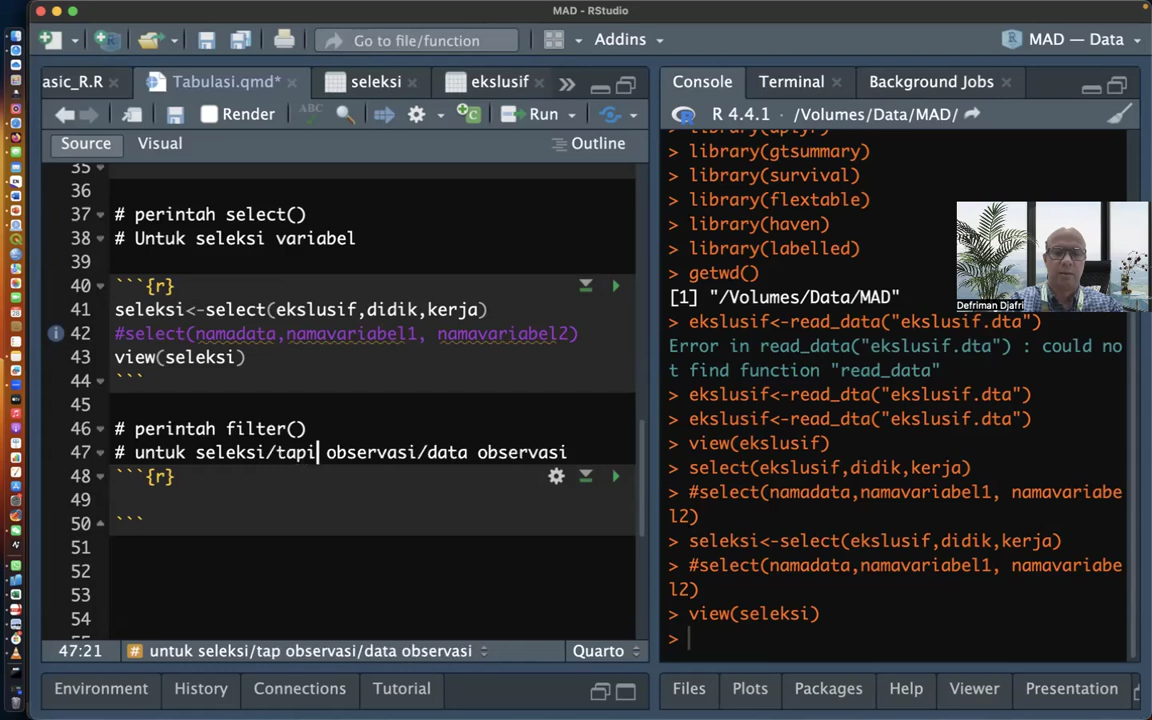 MAD - RStudio
Go to file/function
Addins
MAD — Data
asic_R.R
Tabulasi.qmd*
seleksi
ekslusif
Render
ABC
Run
Source
Visual
Outline
35
36
37 # perintah select()
38 # Untuk seleksi variabel
39
40 ```{r}
41 seleksi<-select(ekslusif,didik,kerja)
42 #select(namadata,namavariabel1, namavariabel2)
43 view(seleksi)
44 ```
45
46 # perintah filter()
47 # untuk seleksi/tapi observasi/data observasi
48 ```{r}
49
50 ```
51
52
53
54
47:21 # untuk seleksi/tap observasi/data observasi
Quarto
Environment
History
Connections
Tutorial
Console
Terminal
Background Jobs
R 4.4.1 · /Volumes/Data/MAD/
> library(dplyr)
> library(gtsummary)
> library(survival)
> library(flextable)
> library(haven)
> library(labelled)
> getwd()
[1] "/Volumes/Data/MAD"
> ekslusif<-read_data("ekslusif.dta")
Error in read_data("ekslusif.dta") : could no
t find function "read_data"
> ekslusif<-read_dta("ekslusif.dta")
> ekslusif<-read_dta("ekslusif.dta")
> view(ekslusif)
> select(ekslusif,didik,kerja)
> #select(namadata,namavariabel1, namavariabe
l2)
> seleksi<-select(ekslusif,didik,kerja)
> #select(namadata,namavariabel1, namavariabe
l2)
> view(seleksi)
>
Defriman Djafri
Files
Plots
Packages
Help
Viewer
Presentation